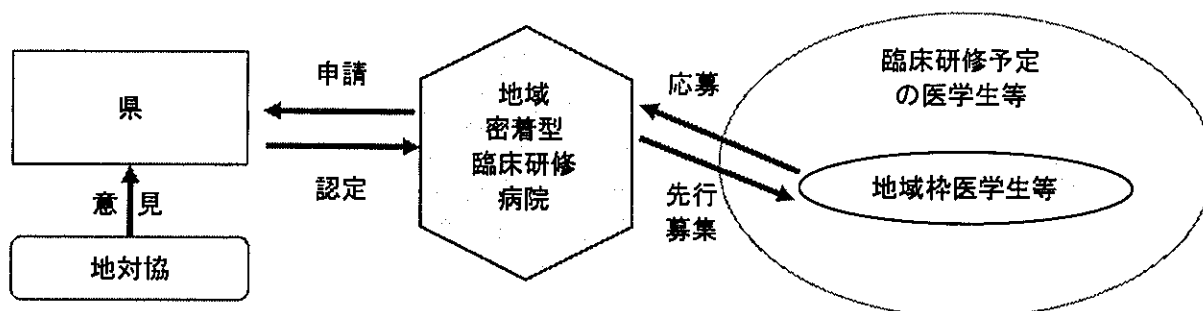 県
意見
地対協
申請
認定
地域
密着型
臨床研修
病院
応募
先行
募集
臨床研修予定
の医学生等
地域枠医学生等